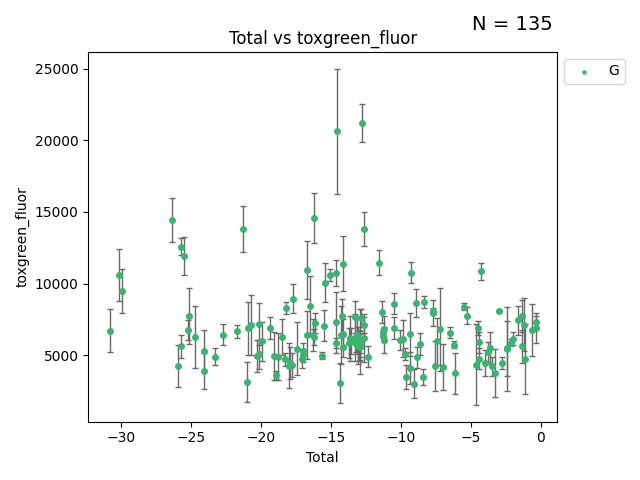 N = 135
Total vs toxgreen_fluor
G
25000
20000
15000
10000
5000
toxgreen_fluor
−30 −25 −20 −15 −10 −5 0
Total